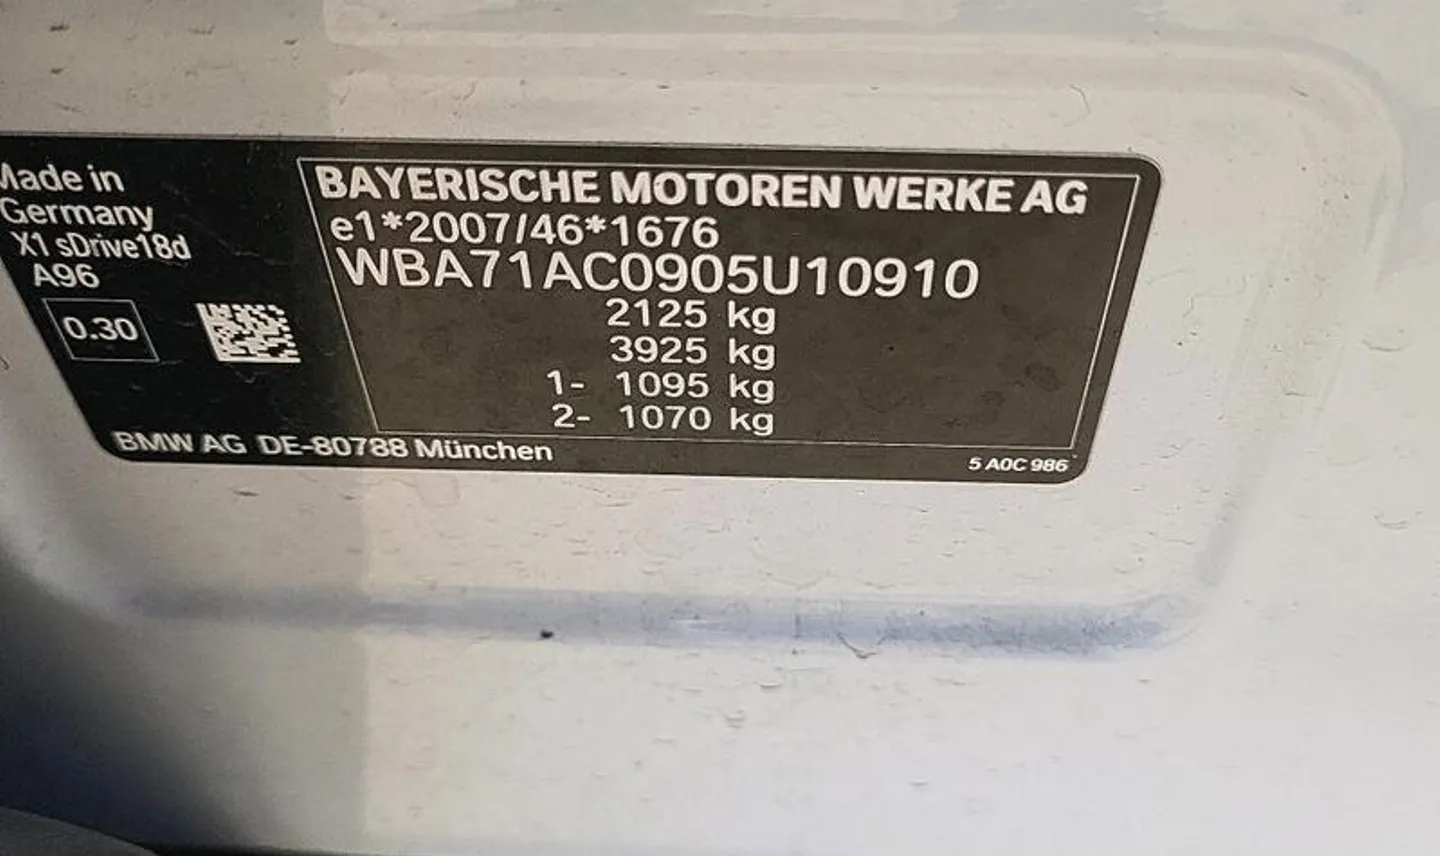 Made in
Germany
X1 sDrive18d
A96
0.30
BAYERISCHE MOTOREN WERKE AG
e1*2007/46*1676
WBA71AC0905U10910
2125 kg
3925 kg
1- 1095 kg
2- 1070 kg
BMW AG DE-80788 München
5 A0C 986